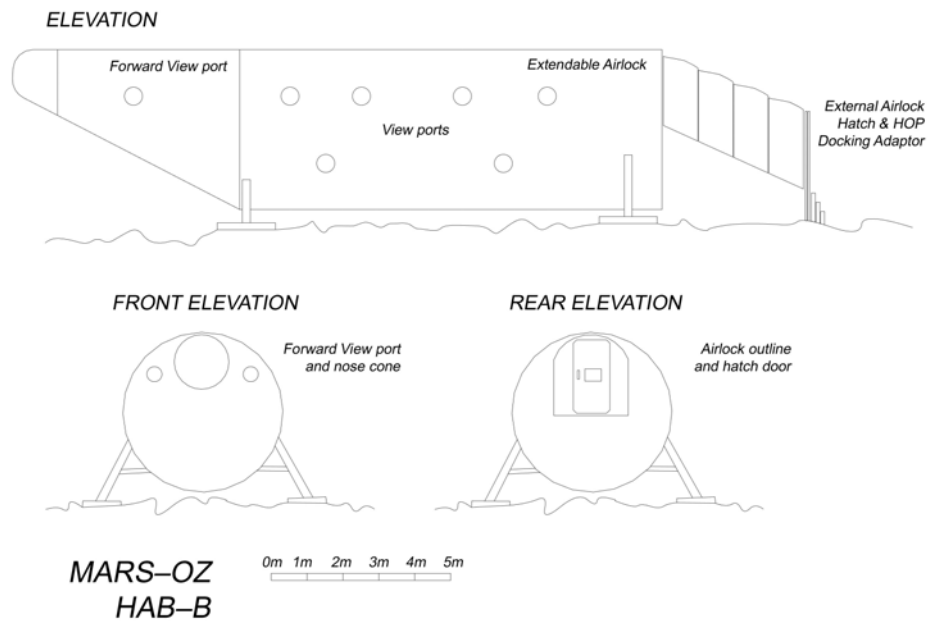 ELEVATION
Forward View port
Extendable Airlock
View ports
External Airlock
Hatch & HOP
Docking Adaptor
FRONT ELEVATION
Forward View port
and nose cone
REAR ELEVATION
Airlock outline
and hatch door
MARS–OZ
HAB–B
0m 1m 2m 3m 4m 5m